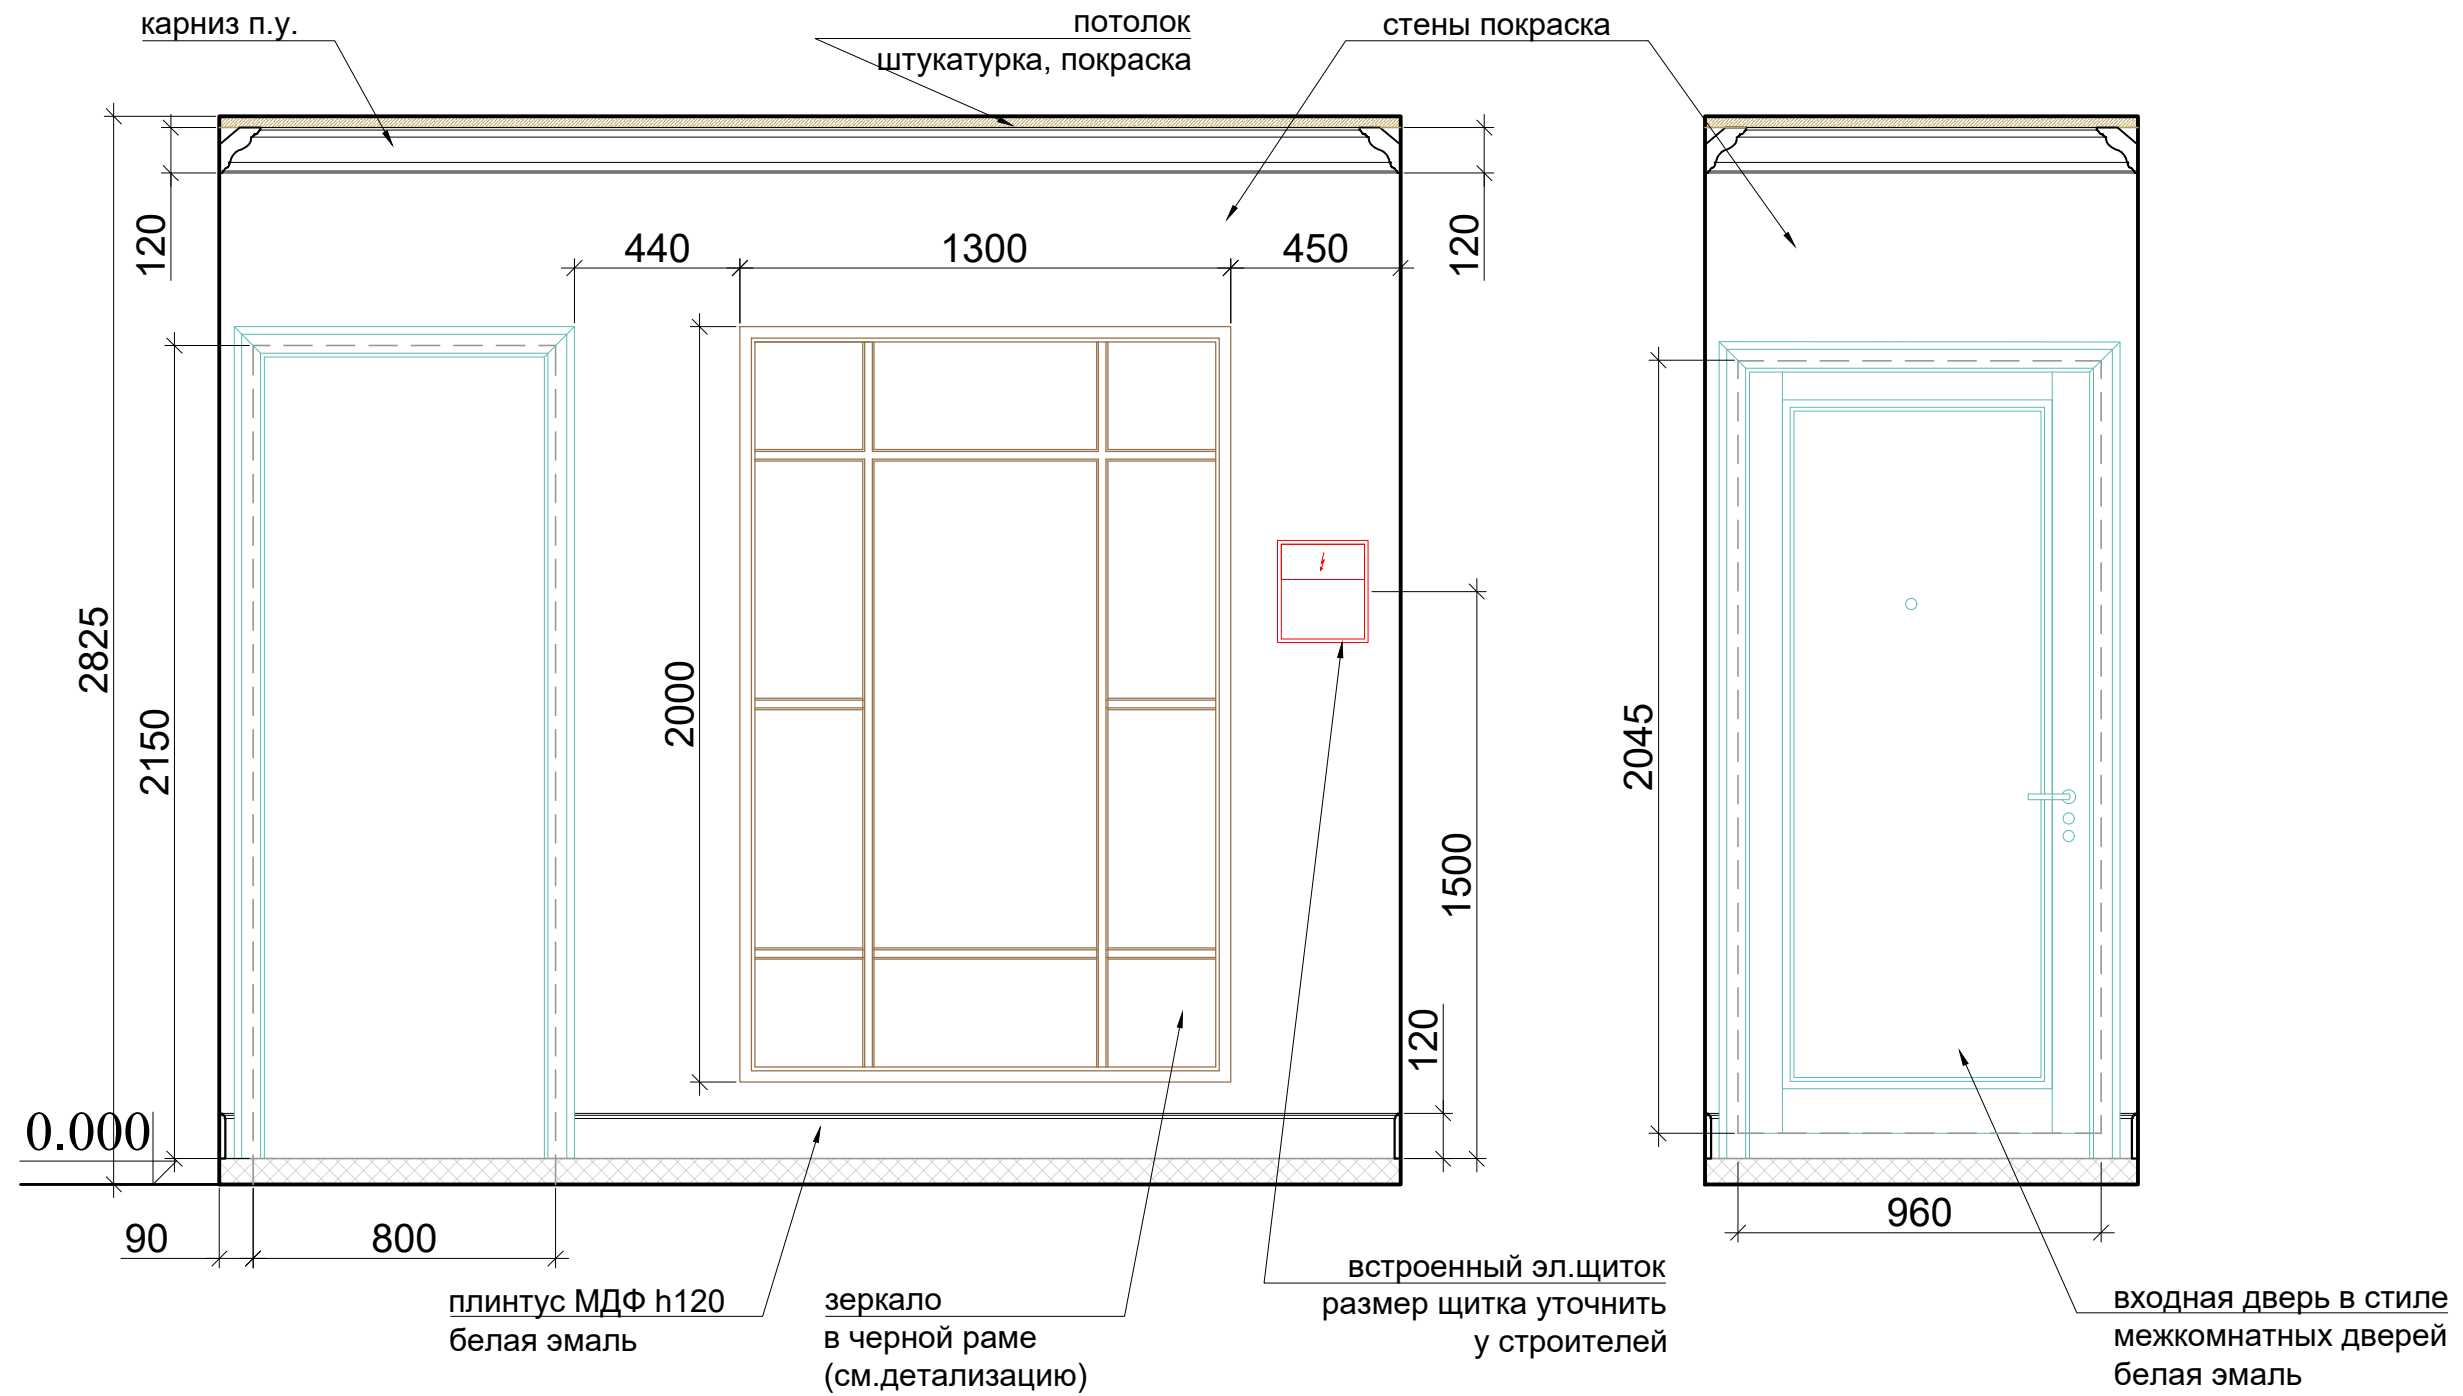 карниз п.у.
потолок
штукатурка, покраска
стены покраска
120
440
1300
450
120
2825
2150
2000
1500
120
2045
0.000
90
800
960
плинтус МДФ h120
белая эмаль
зеркало
в черной раме
(см.детализацию)
встроенный эл.щиток
размер щитка уточнить
у строителей
входная дверь в стиле
межкомнатных дверей
белая эмаль